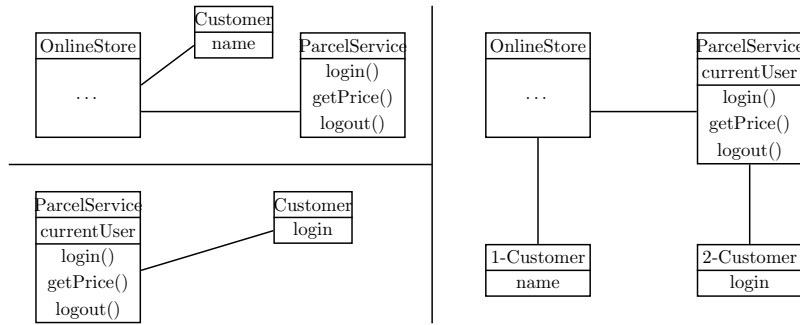 Customer
name
OnlineStore
...
ParcelService
login()
getPrice()
logout()
ParcelService
currentUser
login()
getPrice()
logout()
Customer
login
OnlineStore
...
ParcelService
currentUser
login()
getPrice()
logout()
1-Customer
name
2-Customer
login